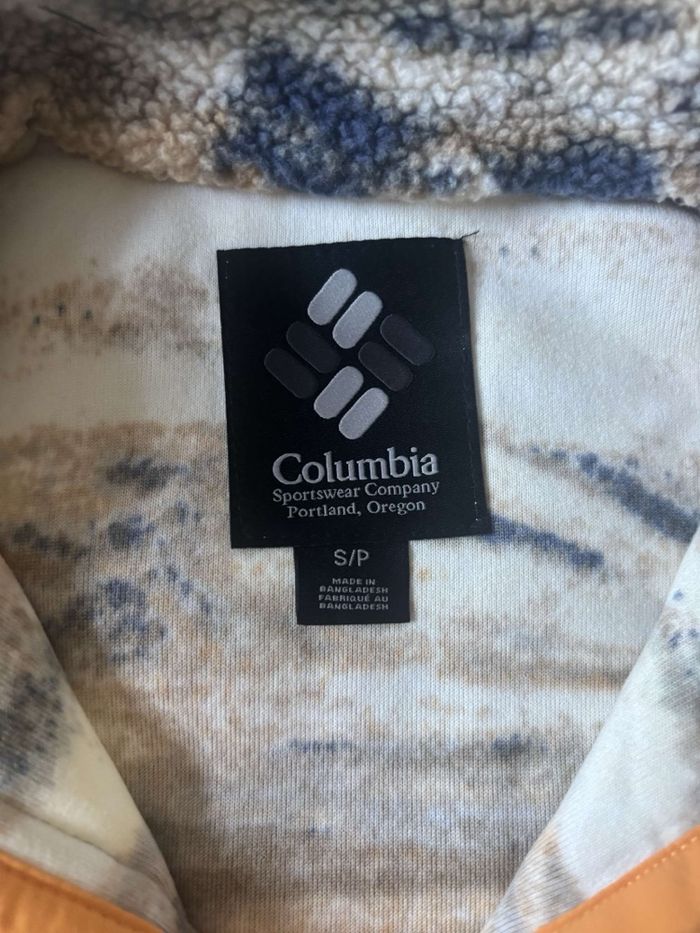 Columbia
Sportswear Company
Portland, Oregon
S/P
MADE IN
BANGLADESH
FABRIQUÉ AU
BANGLADESH